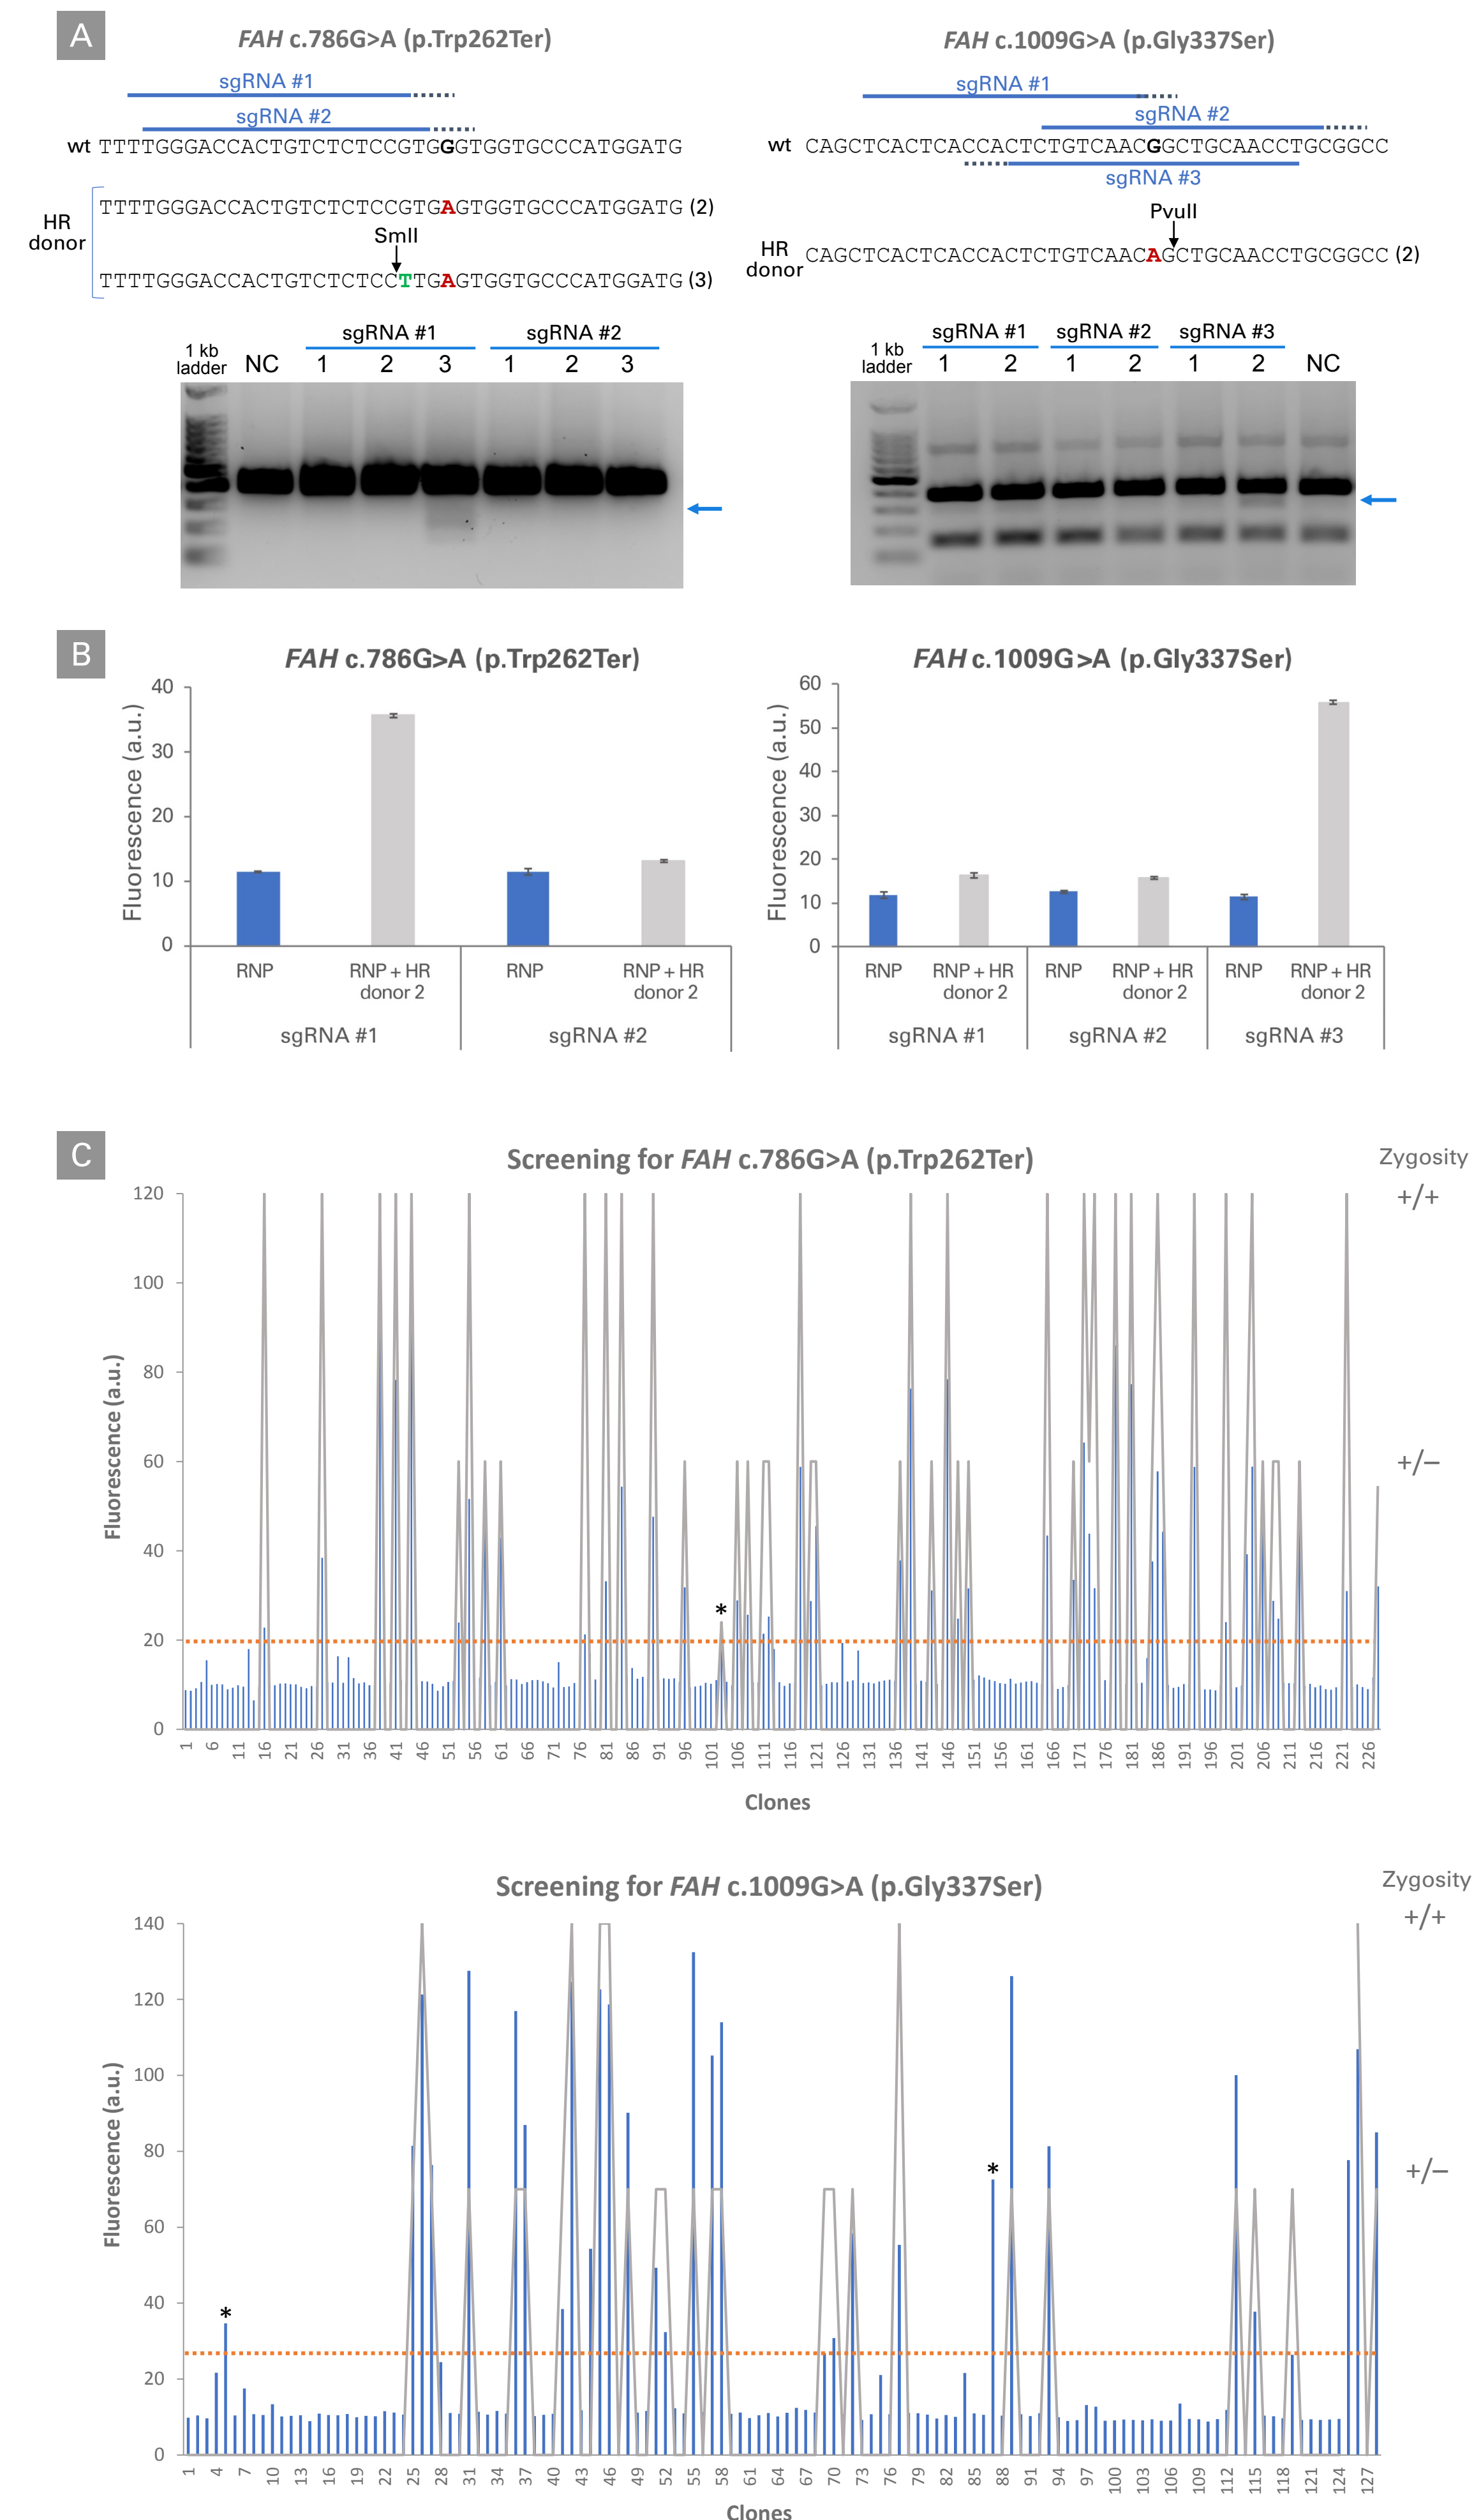 A
FAH c.786G>A (p.Trp262Ter)
sgRNA #1
sgRNA #2
wt TTTTGGGACCACTGTCTCTCCGTGGGTGGTGCCCATGGATG
HR donor
TTTTGGGACCACTGTCTCTCCGTGAGTGGTGCCCATGGATG (2)
SmlI
TTTTGGGACCACTGTCTCTCCTTGAGTGGTGCCCATGGATG (3)
1 kb ladder NC
sgRNA #1
1 2 3
sgRNA #2
1 2 3
FAH c.1009G>A (p.Gly337Ser)
sgRNA #1
sgRNA #2
wt CAGCTCACTCACCACTCTGTCAACGGCTGCAACCTGCGGCC
sgRNA #3
PvuII
HR donor
CAGCTCACTCACCACTCTGTCAACAGCTGCAACCTGCGGCC (2)
1 kb ladder
sgRNA #1
1 2
sgRNA #2
1 2
sgRNA #3
1 2
NC
B
FAH c.786G>A (p.Trp262Ter)
Fluorescence (a.u.)
40
30
20
10
0
RNP
RNP + HR donor 2
RNP
RNP + HR donor 2
sgRNA #1
sgRNA #2
FAH c.1009G>A (p.Gly337Ser)
Fluorescence (a.u.)
60
50
40
30
20
10
0
RNP
RNP + HR donor 2
RNP
RNP + HR donor 2
RNP
RNP + HR donor 2
sgRNA #1
sgRNA #2
sgRNA #3
C
Screening for FAH c.786G>A (p.Trp262Ter)
Zygosity
+/+
+/−
Fluorescence (a.u.)
120
100
80
60
40
20
0
*
1 6 11 16 21 26 31 36 41 46 51 56 61 66 71 76 81 86 91 96 101 106 111 116 121 126 131 136 141 146 151 156 161 166 171 176 181 186 191 196 201 206 211 216 221 226
Clones
Screening for FAH c.1009G>A (p.Gly337Ser)
Zygosity
+/+
+/−
Fluorescence (a.u.)
140
120
100
80
60
40
20
0
*
*
1 4 7 10 13 16 19 22 25 28 31 34 37 40 43 46 49 52 55 58 61 64 67 70 73 76 79 82 85 88 91 94 97 100 103 106 109 112 115 118 121 124 127
Clones